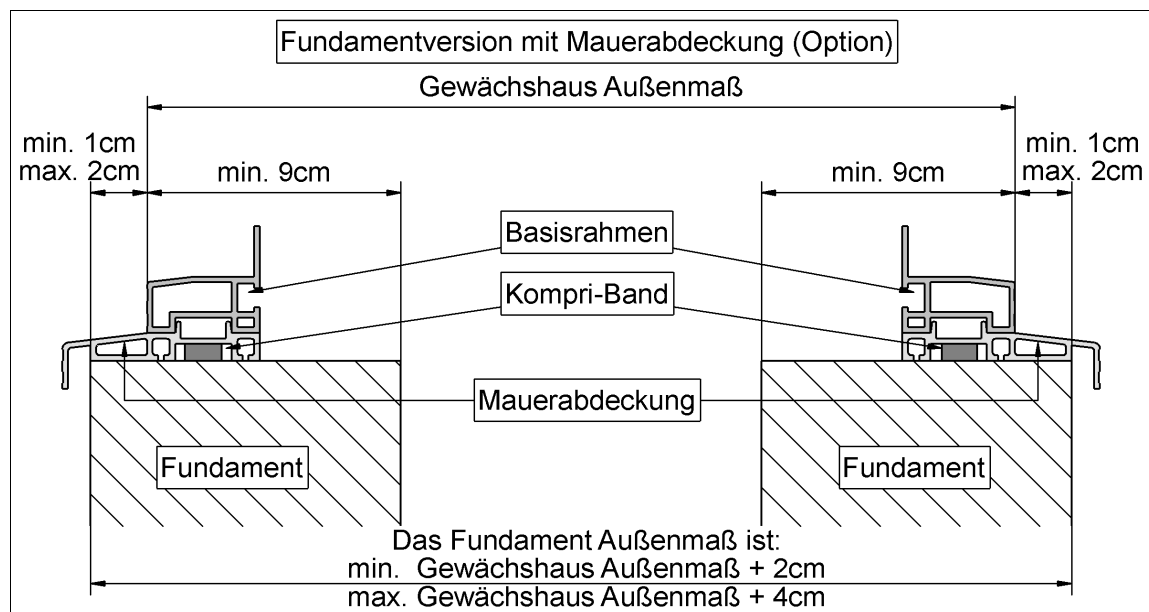 Fundamentversion mit Mauerabdeckung (Option)
Gewächshaus Außenmaß
min. 1cm
max. 2cm
min. 9cm
min. 9cm
min. 1cm
max. 2cm
Basisrahmen
Kompri-Band
Mauerabdeckung
Fundament
Fundament
Das Fundament Außenmaß ist:
min. Gewächshaus Außenmaß + 2cm
max. Gewächshaus Außenmaß + 4cm